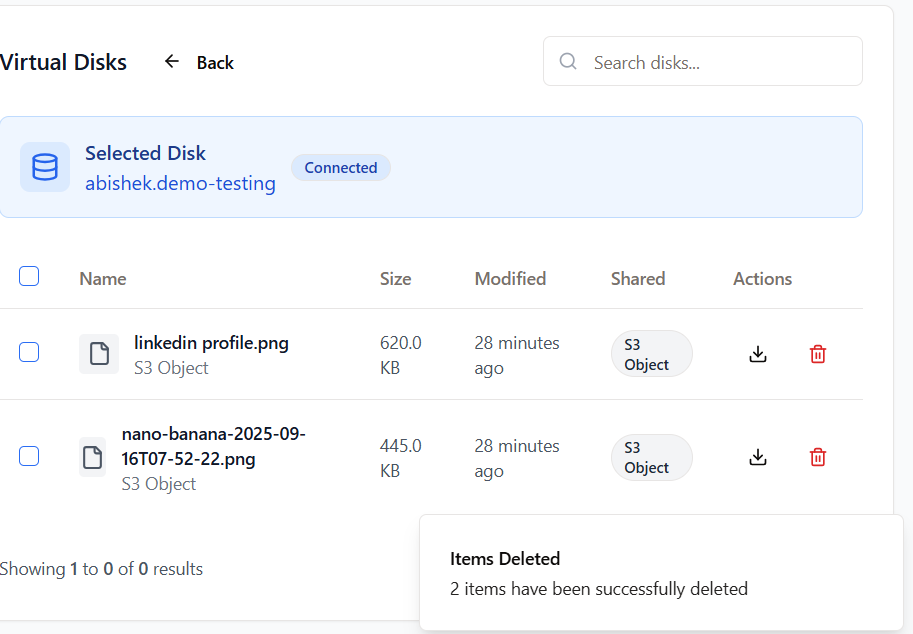 Virtual Disks
Back
Search disks...
Selected Disk
abishek.demo-testing
Connected
Name Size Modified Shared Actions
linkedin profile.png
S3 Object
620.0
KB
28 minutes
ago
S3
Object
nano-banana-2025-09-
16T07-52-22.png
S3 Object
445.0
KB
28 minutes
ago
S3
Object
Showing 1 to 0 of 0 results
Items Deleted
2 items have been successfully deleted